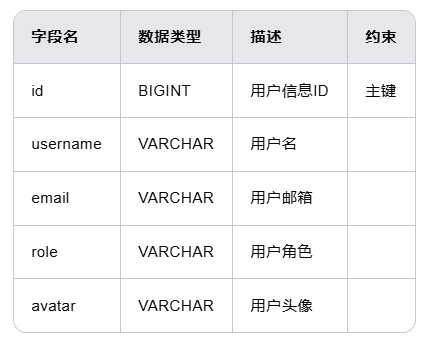 字段名 数据类型 描述 约束
id BIGINT 用户信息ID 主键
username VARCHAR 用户名
email VARCHAR 用户邮箱
role VARCHAR 用户角色
avatar VARCHAR 用户头像